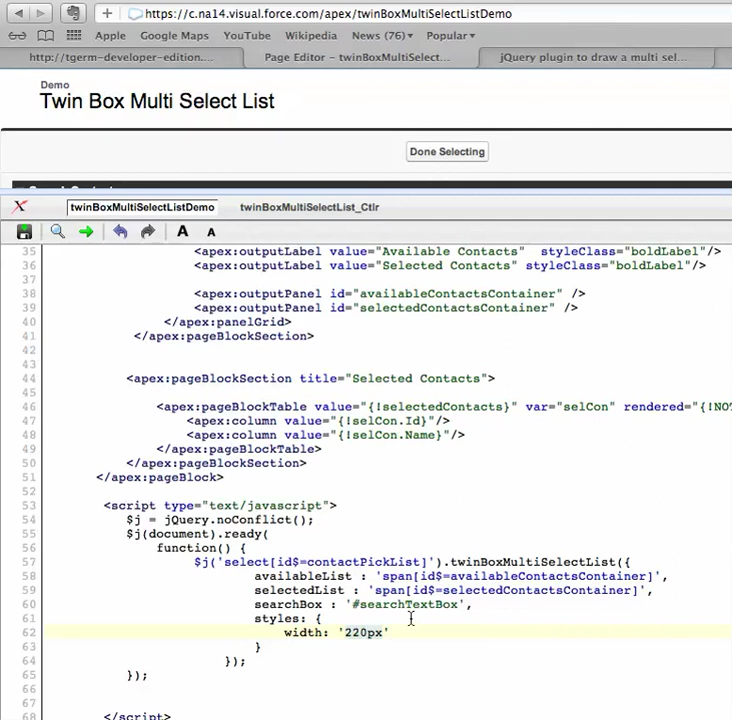 https://c.na14.visual.force.com/apex/twinBoxMultiSelectListDemo
Apple Google Maps YouTube Wikipedia News (76)▾ Popular▾
http://tgerm-developer-edition.... Page Editor - twinBoxMultiSelect... jQuery plugin to draw a multi sel...
Demo
Twin Box Multi Select List
Done Selecting
twinBoxMultiSelectListDemo twinBoxMultiSelectList_Ctlr
A A
35 <apex:outputLabel value="Available Contacts" styleClass="boldLabel"/>
36 <apex:outputLabel value="Selected Contacts" styleClass="boldLabel"/>
37
38 <apex:outputPanel id="availableContactsContainer" />
39 <apex:outputPanel id="selectedContactsContainer" />
40 </apex:panelGrid>
41 </apex:pageBlockSection>
42
43
44 <apex:pageBlockSection title="Selected Contacts">
45
46 <apex:pageBlockTable value="{!selectedContacts}" var="selCon" rendered="{!NOT
47 <apex:column value="{!selCon.Id}"/>
48 <apex:column value="{!selCon.Name}"/>
49 </apex:pageBlockTable>
50 </apex:pageBlockSection>
51 </apex:pageBlock>
52
53 <script type="text/javascript">
54 $j = jQuery.noConflict();
55 $j(document).ready(
56 function() {
57 $j('select[id$=contactPickList]').twinBoxMultiSelectList({
58 availableList : 'span[id$=availableContactsContainer]',
59 selectedList : 'span[id$=selectedContactsContainer]',
60 searchBox : '#searchTextBox',
61 styles: {
62 width: '220px'
63 }
64 });
65 });
66
67
68 </script>